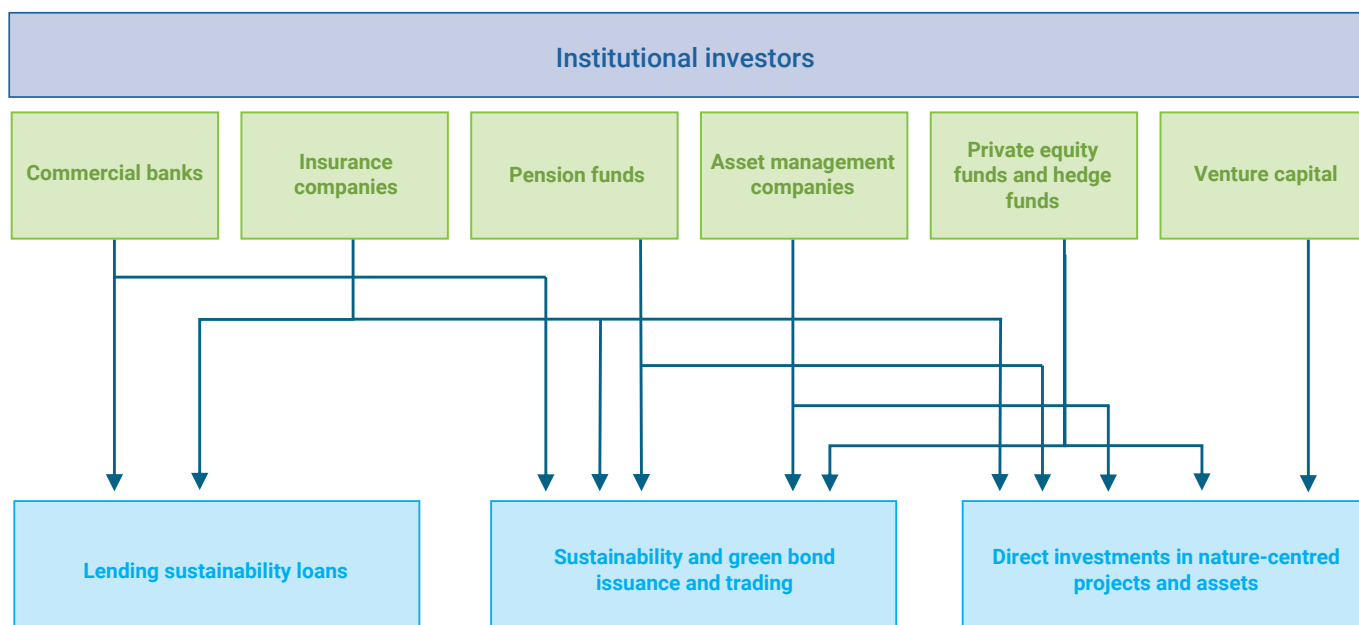 Institutional investors
Commercial banks
Insurance
companies
Pension funds
Asset management
companies
Private equity
funds and hedge
funds
Venture capital
Lending sustainability loans
Sustainability and green bond
issuance and trading
Direct investments in nature-centred
projects and assets